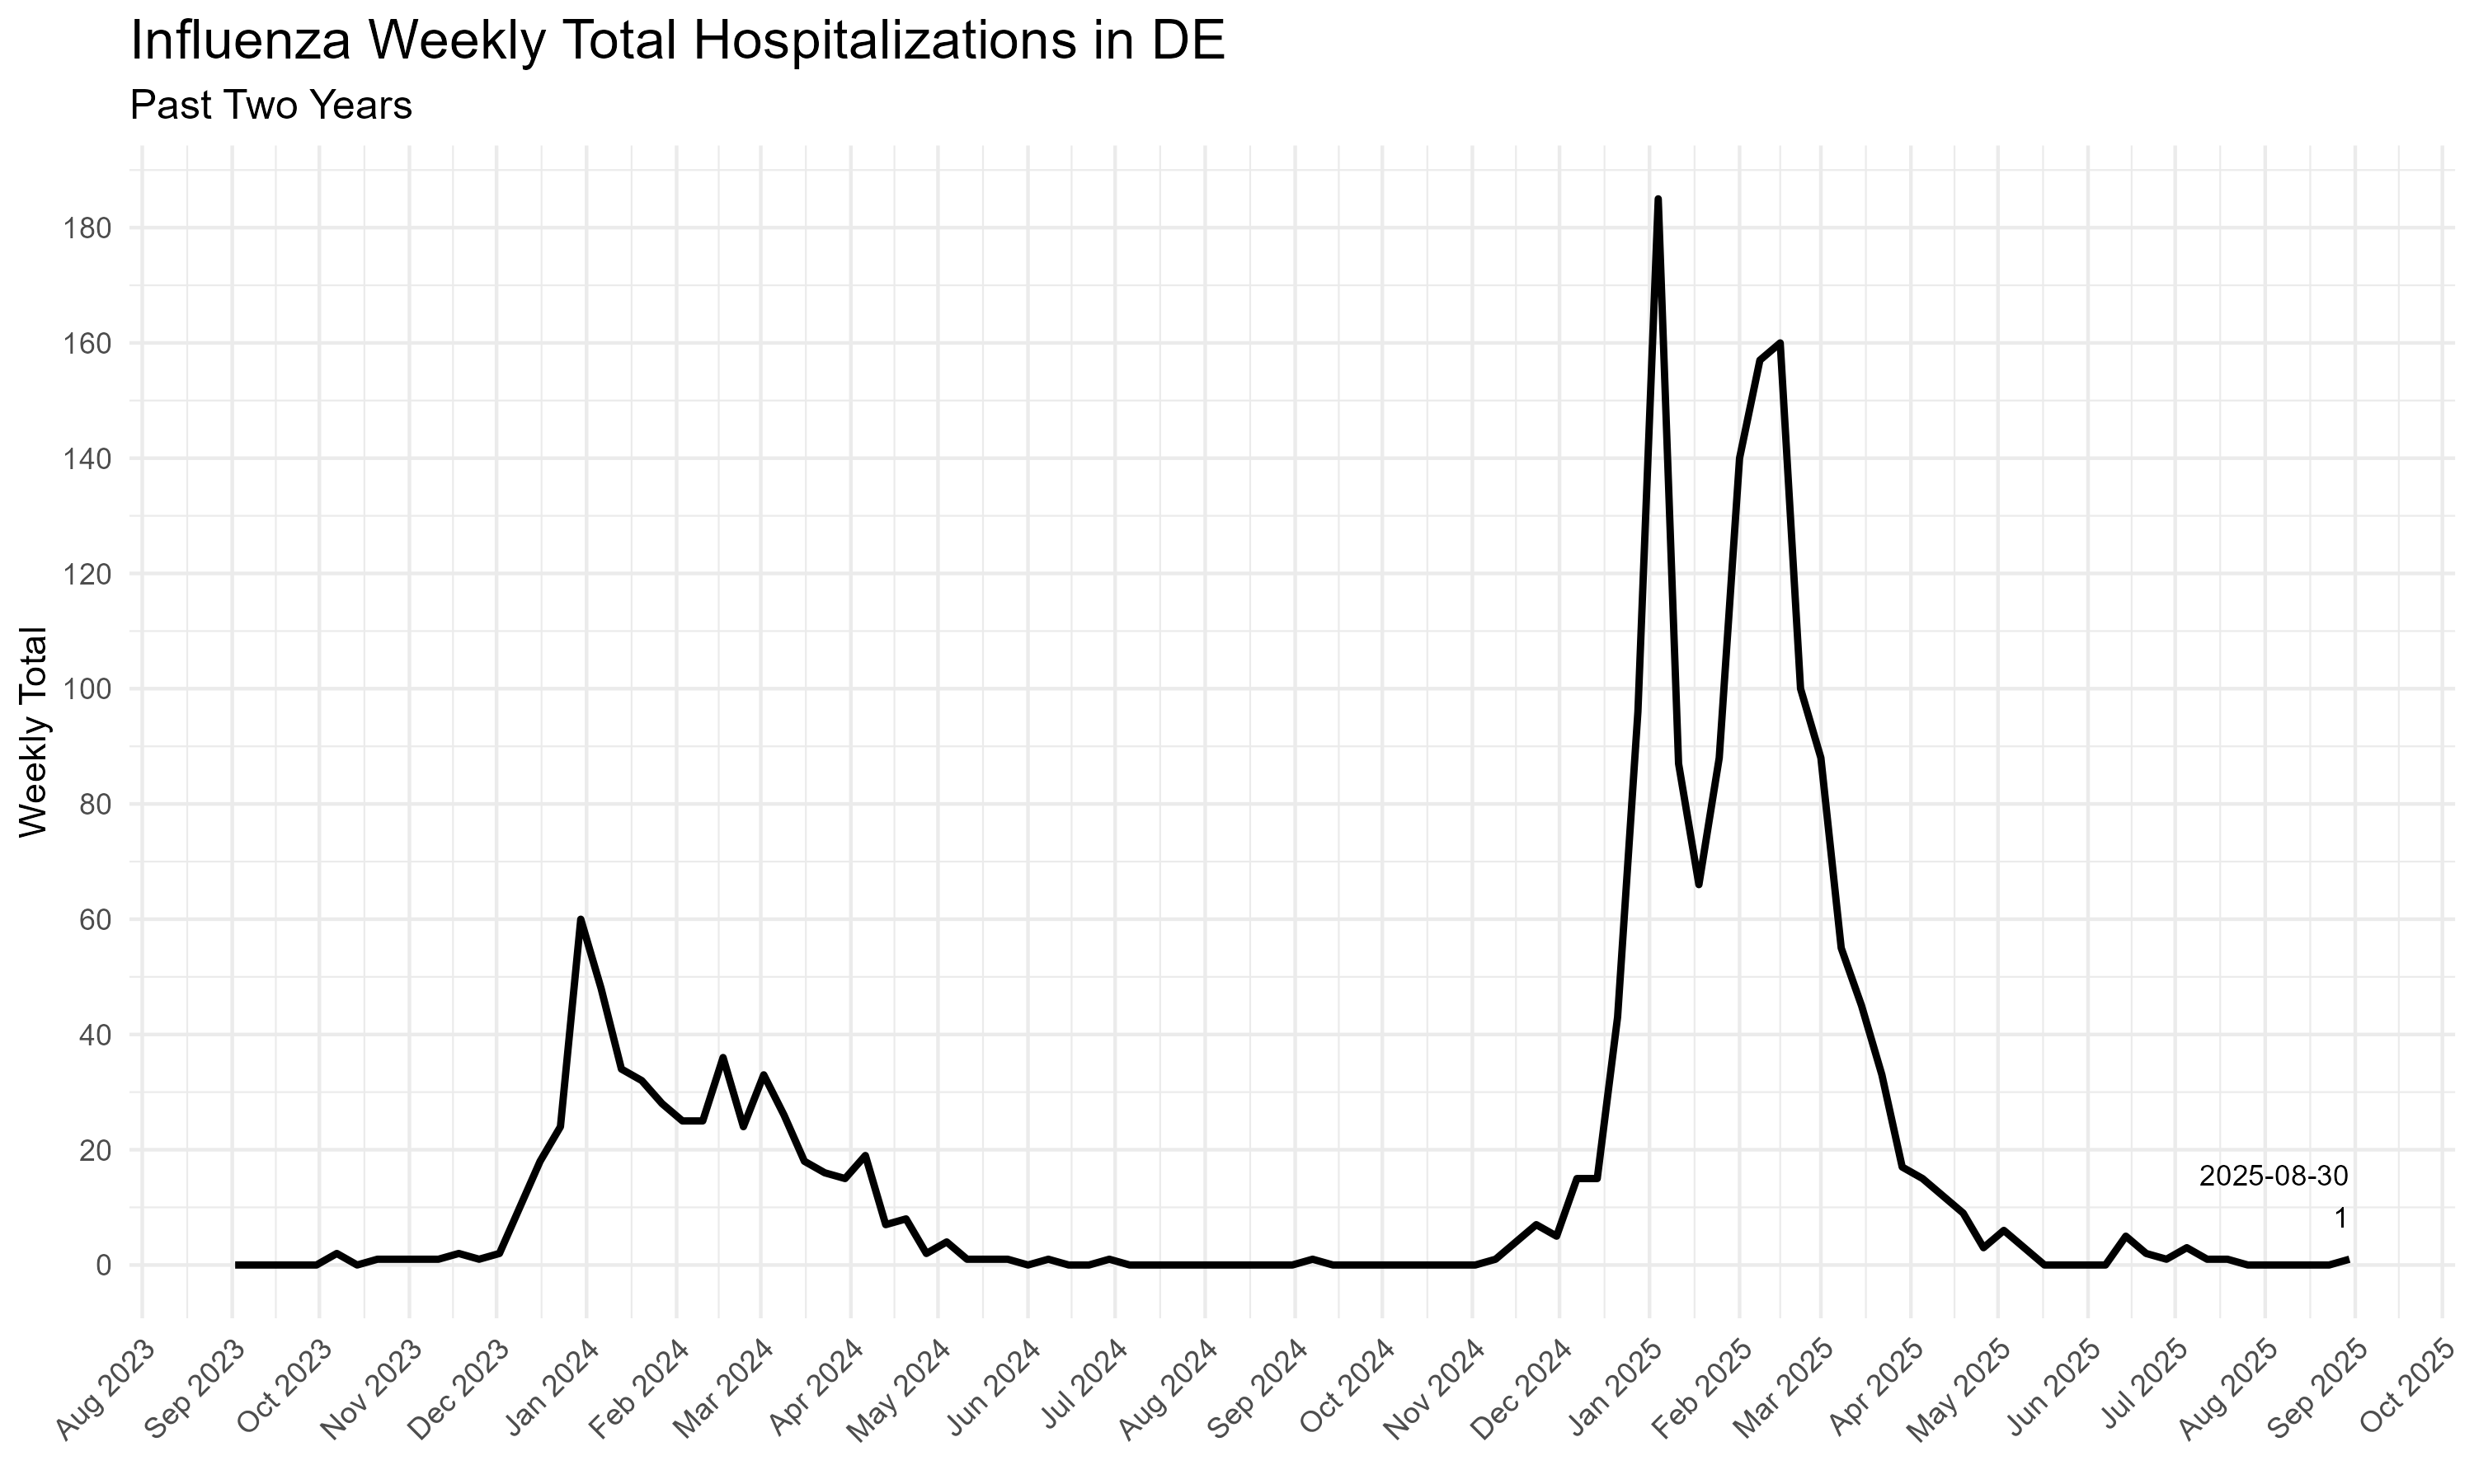 Influenza Weekly Total Hospitalizations in DE
Past Two Years
Weekly Total
180
160
140
120
100
80
60
40
20
0
2025-08-30
1
Aug 2023
Sep 2023
Oct 2023
Nov 2023
Dec 2023
Jan 2024
Feb 2024
Mar 2024
Apr 2024
May 2024
Jun 2024
Jul 2024
Aug 2024
Sep 2024
Oct 2024
Nov 2024
Dec 2024
Jan 2025
Feb 2025
Mar 2025
Apr 2025
May 2025
Jun 2025
Jul 2025
Aug 2025
Sep 2025
Oct 2025